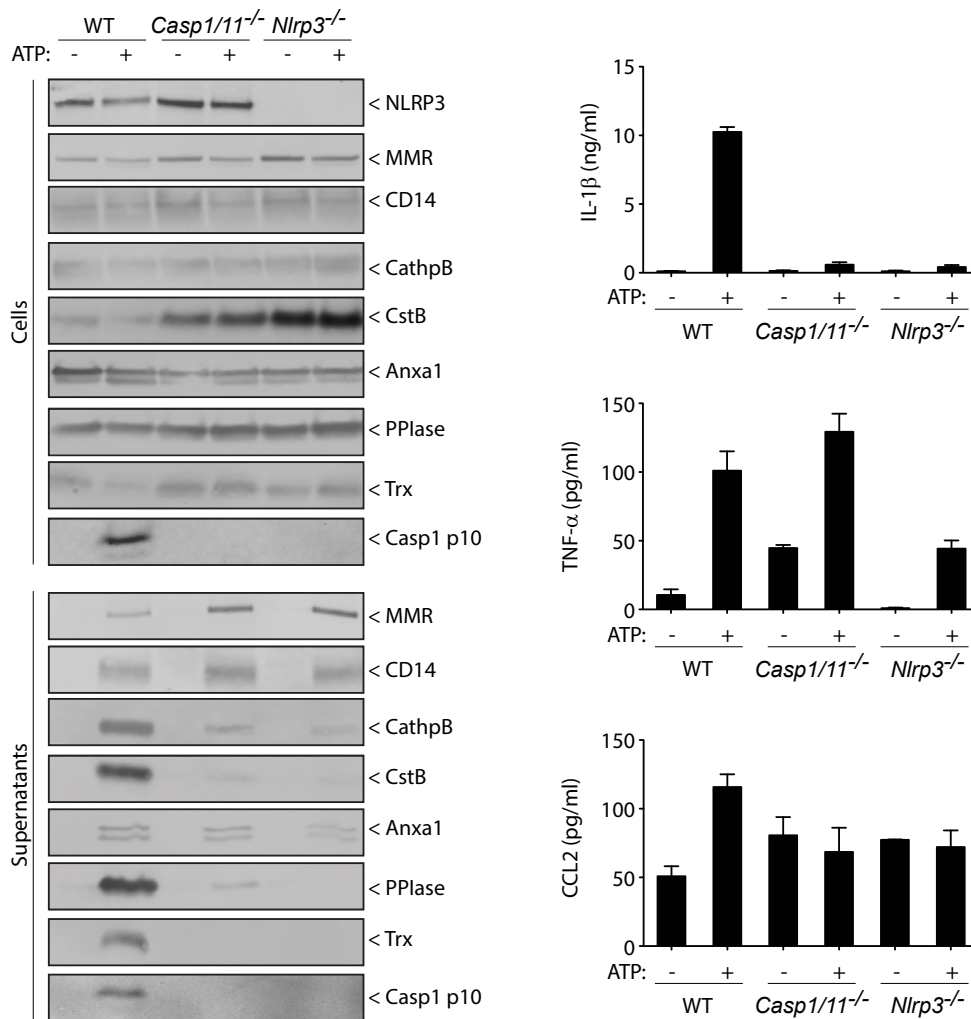 WT Casp1/11-/- Nlrp3-/-
ATP: - + - + - +
Cells
< NLRP3
< MMR
< CD14
< CathpB
< CstB
< Anxa1
< PPIase
< Trx
< Casp1 p10
Supernatants
< MMR
< CD14
< CathpB
< CstB
< Anxa1
< PPIase
< Trx
< Casp1 p10
IL-1β (ng/ml)
15
10
5
0
ATP: - + - + - +
WT Casp1/11-/- Nlrp3-/-
TNF-α (pg/ml)
150
100
50
0
ATP: - + - + - +
WT Casp1/11-/- Nlrp3-/-
CCL2 (pg/ml)
150
100
50
0
ATP: - + - + - +
WT Casp1/11-/- Nlrp3-/-